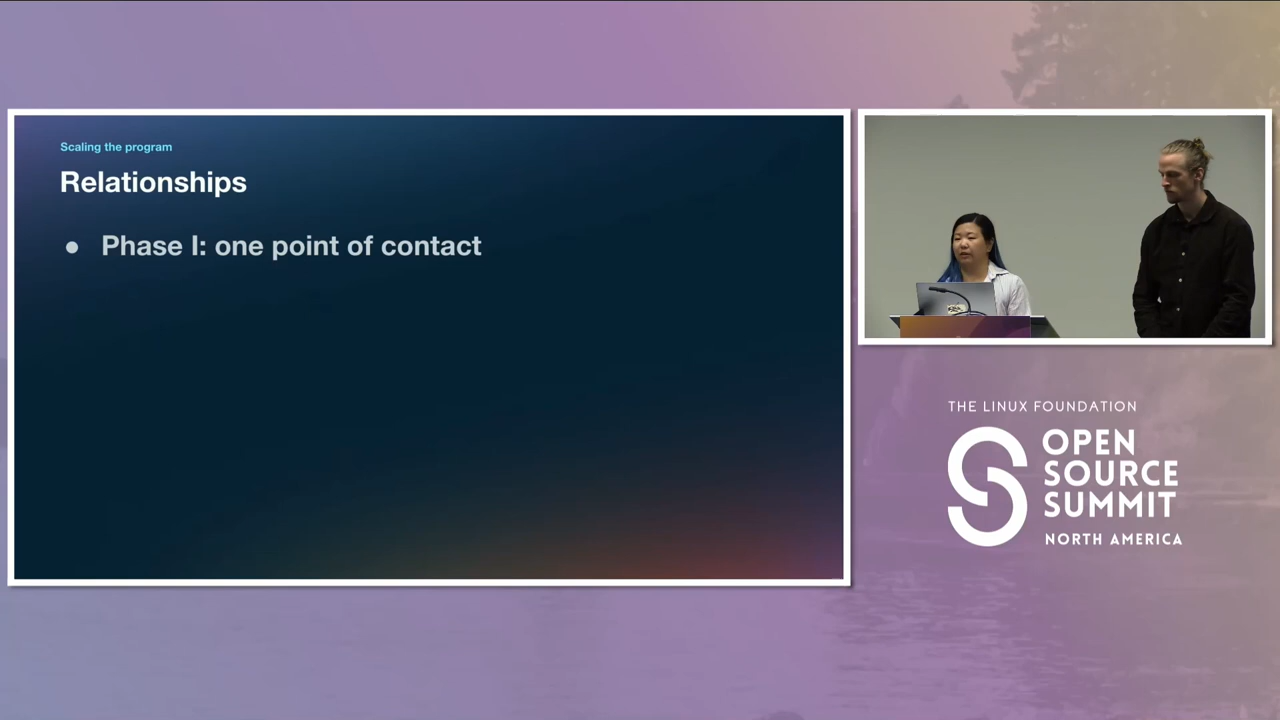 Scaling the program
Relationships
● Phase I: one point of contact
THE LINUX FOUNDATION
OPEN
SOURCE
SUMMIT
NORTH AMERICA